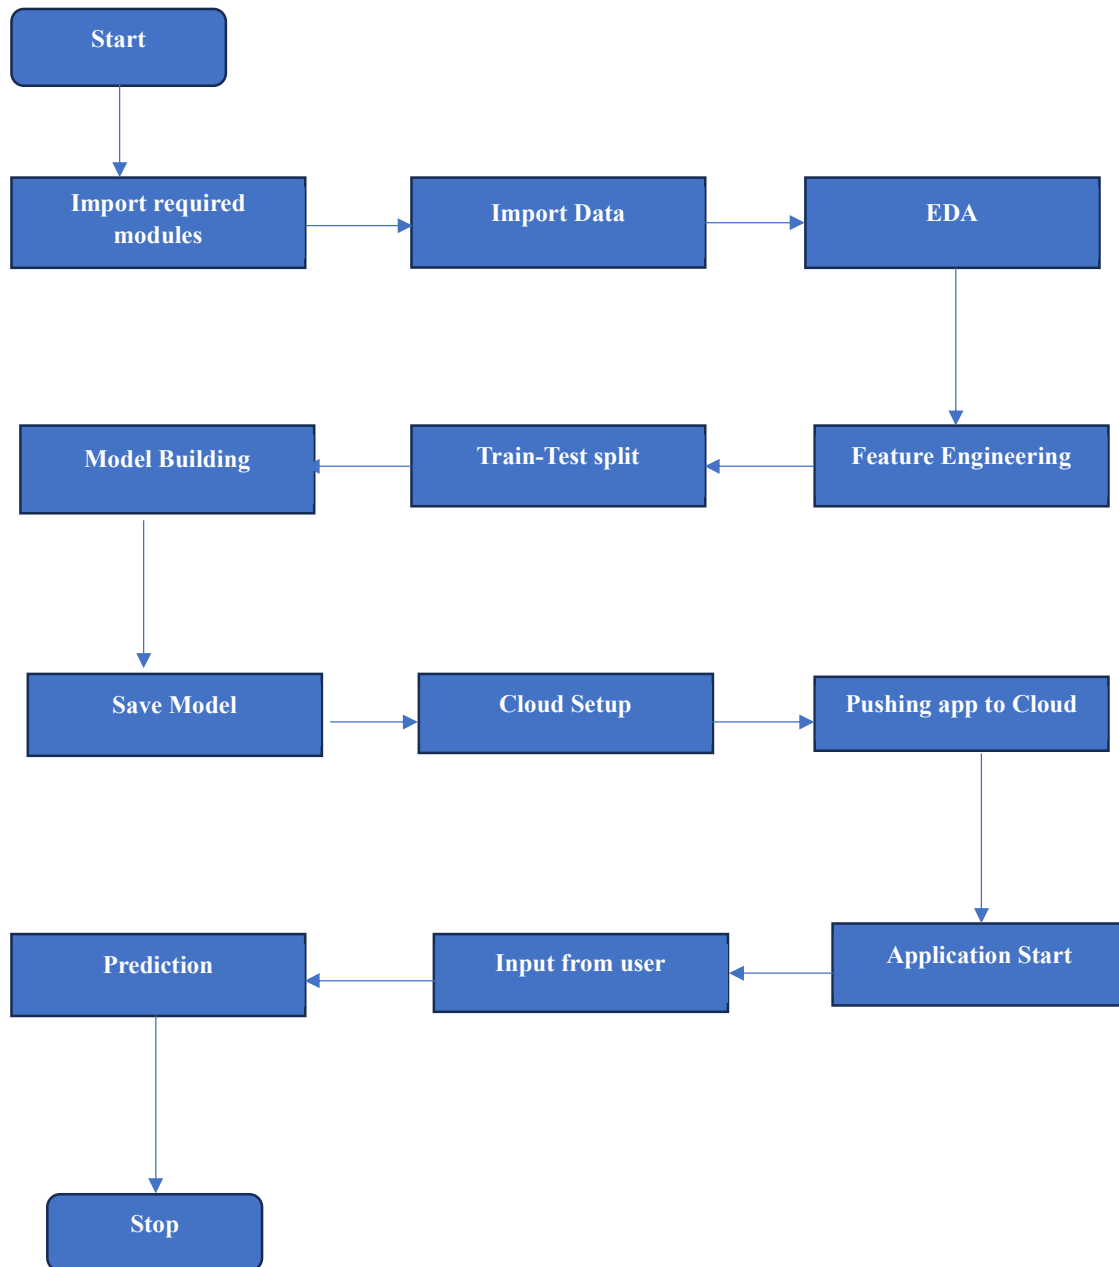 Start
Import required
modules
Import Data
EDA
Model Building
Train-Test split
Feature Engineering
Save Model
Cloud Setup
Pushing app to Cloud
Prediction
Input from user
Application Start
Stop